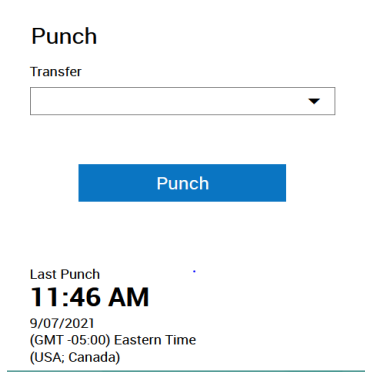 Punch
Transfer
Punch
Last Punch
11:46 AM
9/07/2021
(GMT -05:00) Eastern Time
(USA; Canada)